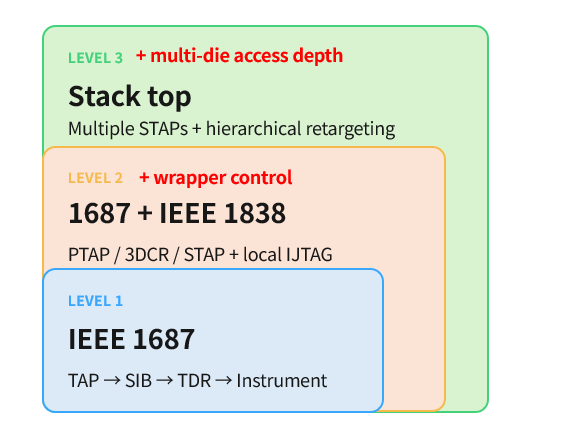 LEVEL 3 + multi-die access depth
Stack top
Multiple STAPs + hierarchical retargeting
LEVEL 2 + wrapper control
1687 + IEEE 1838
PTAP / 3DCR / STAP + local IJTAG
LEVEL 1
IEEE 1687
TAP → SIB → TDR → Instrument